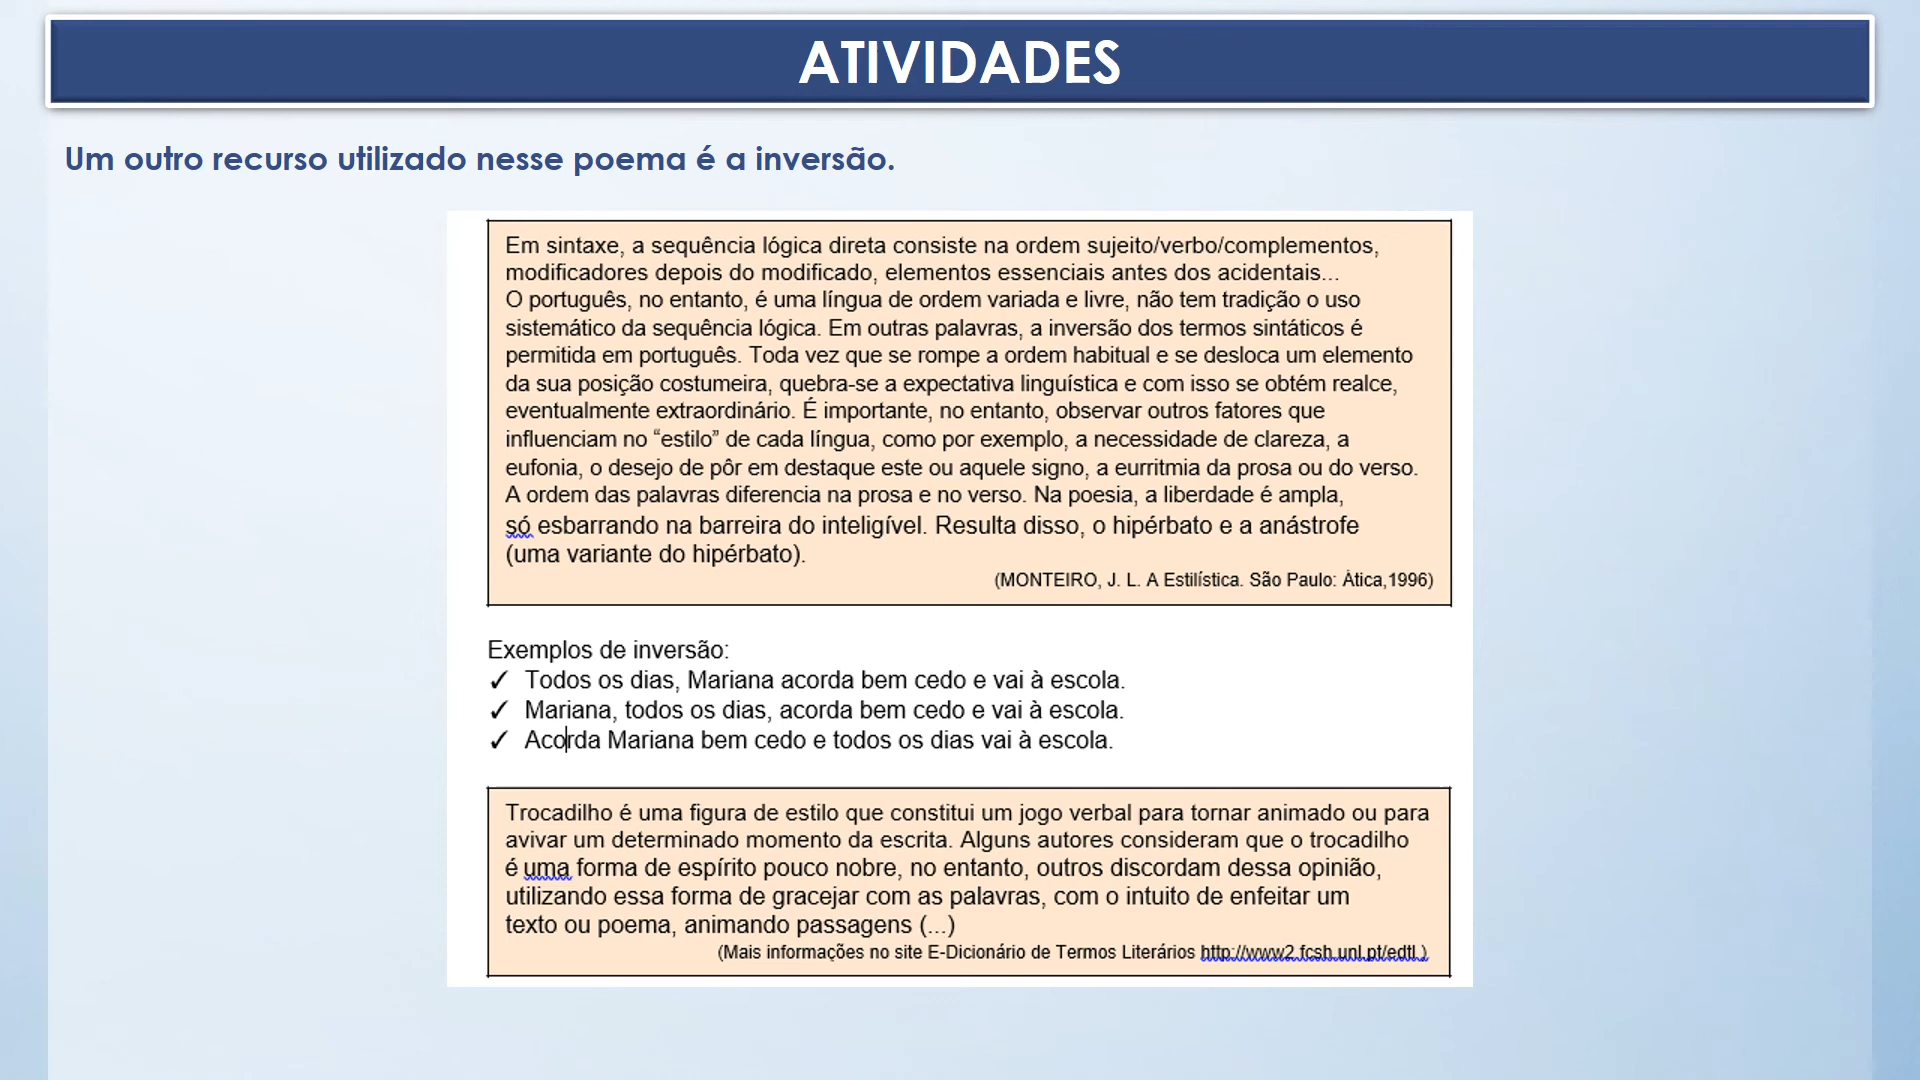 ATIVIDADES
Um outro recurso utilizado nesse poema é a inversão.
Em sintaxe, a sequência lógica direta consiste na ordem sujeito/verbo/complementos,
modificadores depois do modificado, elementos essenciais antes dos acidentais...
O português, no entanto, é uma língua de ordem variada e livre, não tem tradição o uso
sistemático da sequência lógica. Em outras palavras, a inversão dos termos sintáticos é
permitida em português. Toda vez que se rompe a ordem habitual e se desloca um elemento
da sua posição costumeira, quebra-se a expectativa linguística e com isso se obtém realce,
eventualmente extraordinário. É importante, no entanto, observar outros fatores que
influenciam no “estilo” de cada língua, como por exemplo, a necessidade de clareza, a
eufonia, o desejo de pôr em destaque este ou aquele signo, a eurritmia da prosa ou do verso.
A ordem das palavras diferencia na prosa e no verso. Na poesia, a liberdade é ampla,
só esbarrando na barreira do inteligível. Resulta disso, o hipérbato e a anástrofe
(uma variante do hipérbato).
(MONTEIRO, J. L. A Estilística. São Paulo: Ática,1996)
Exemplos de inversão:
✓ Todos os dias, Mariana acorda bem cedo e vai à escola.
✓ Mariana, todos os dias, acorda bem cedo e vai à escola.
✓ Acorda Mariana bem cedo e todos os dias vai à escola.
Trocadilho é uma figura de estilo que constitui um jogo verbal para tornar animado ou para
avivar um determinado momento da escrita. Alguns autores consideram que o trocadilho
é uma forma de espírito pouco nobre, no entanto, outros discordam dessa opinião,
utilizando essa forma de gracejar com as palavras, com o intuito de enfeitar um
texto ou poema, animando passagens (...)
(Mais informações no site E-Dicionário de Termos Literários http://www2.fcsh.unl.pt/edtl )